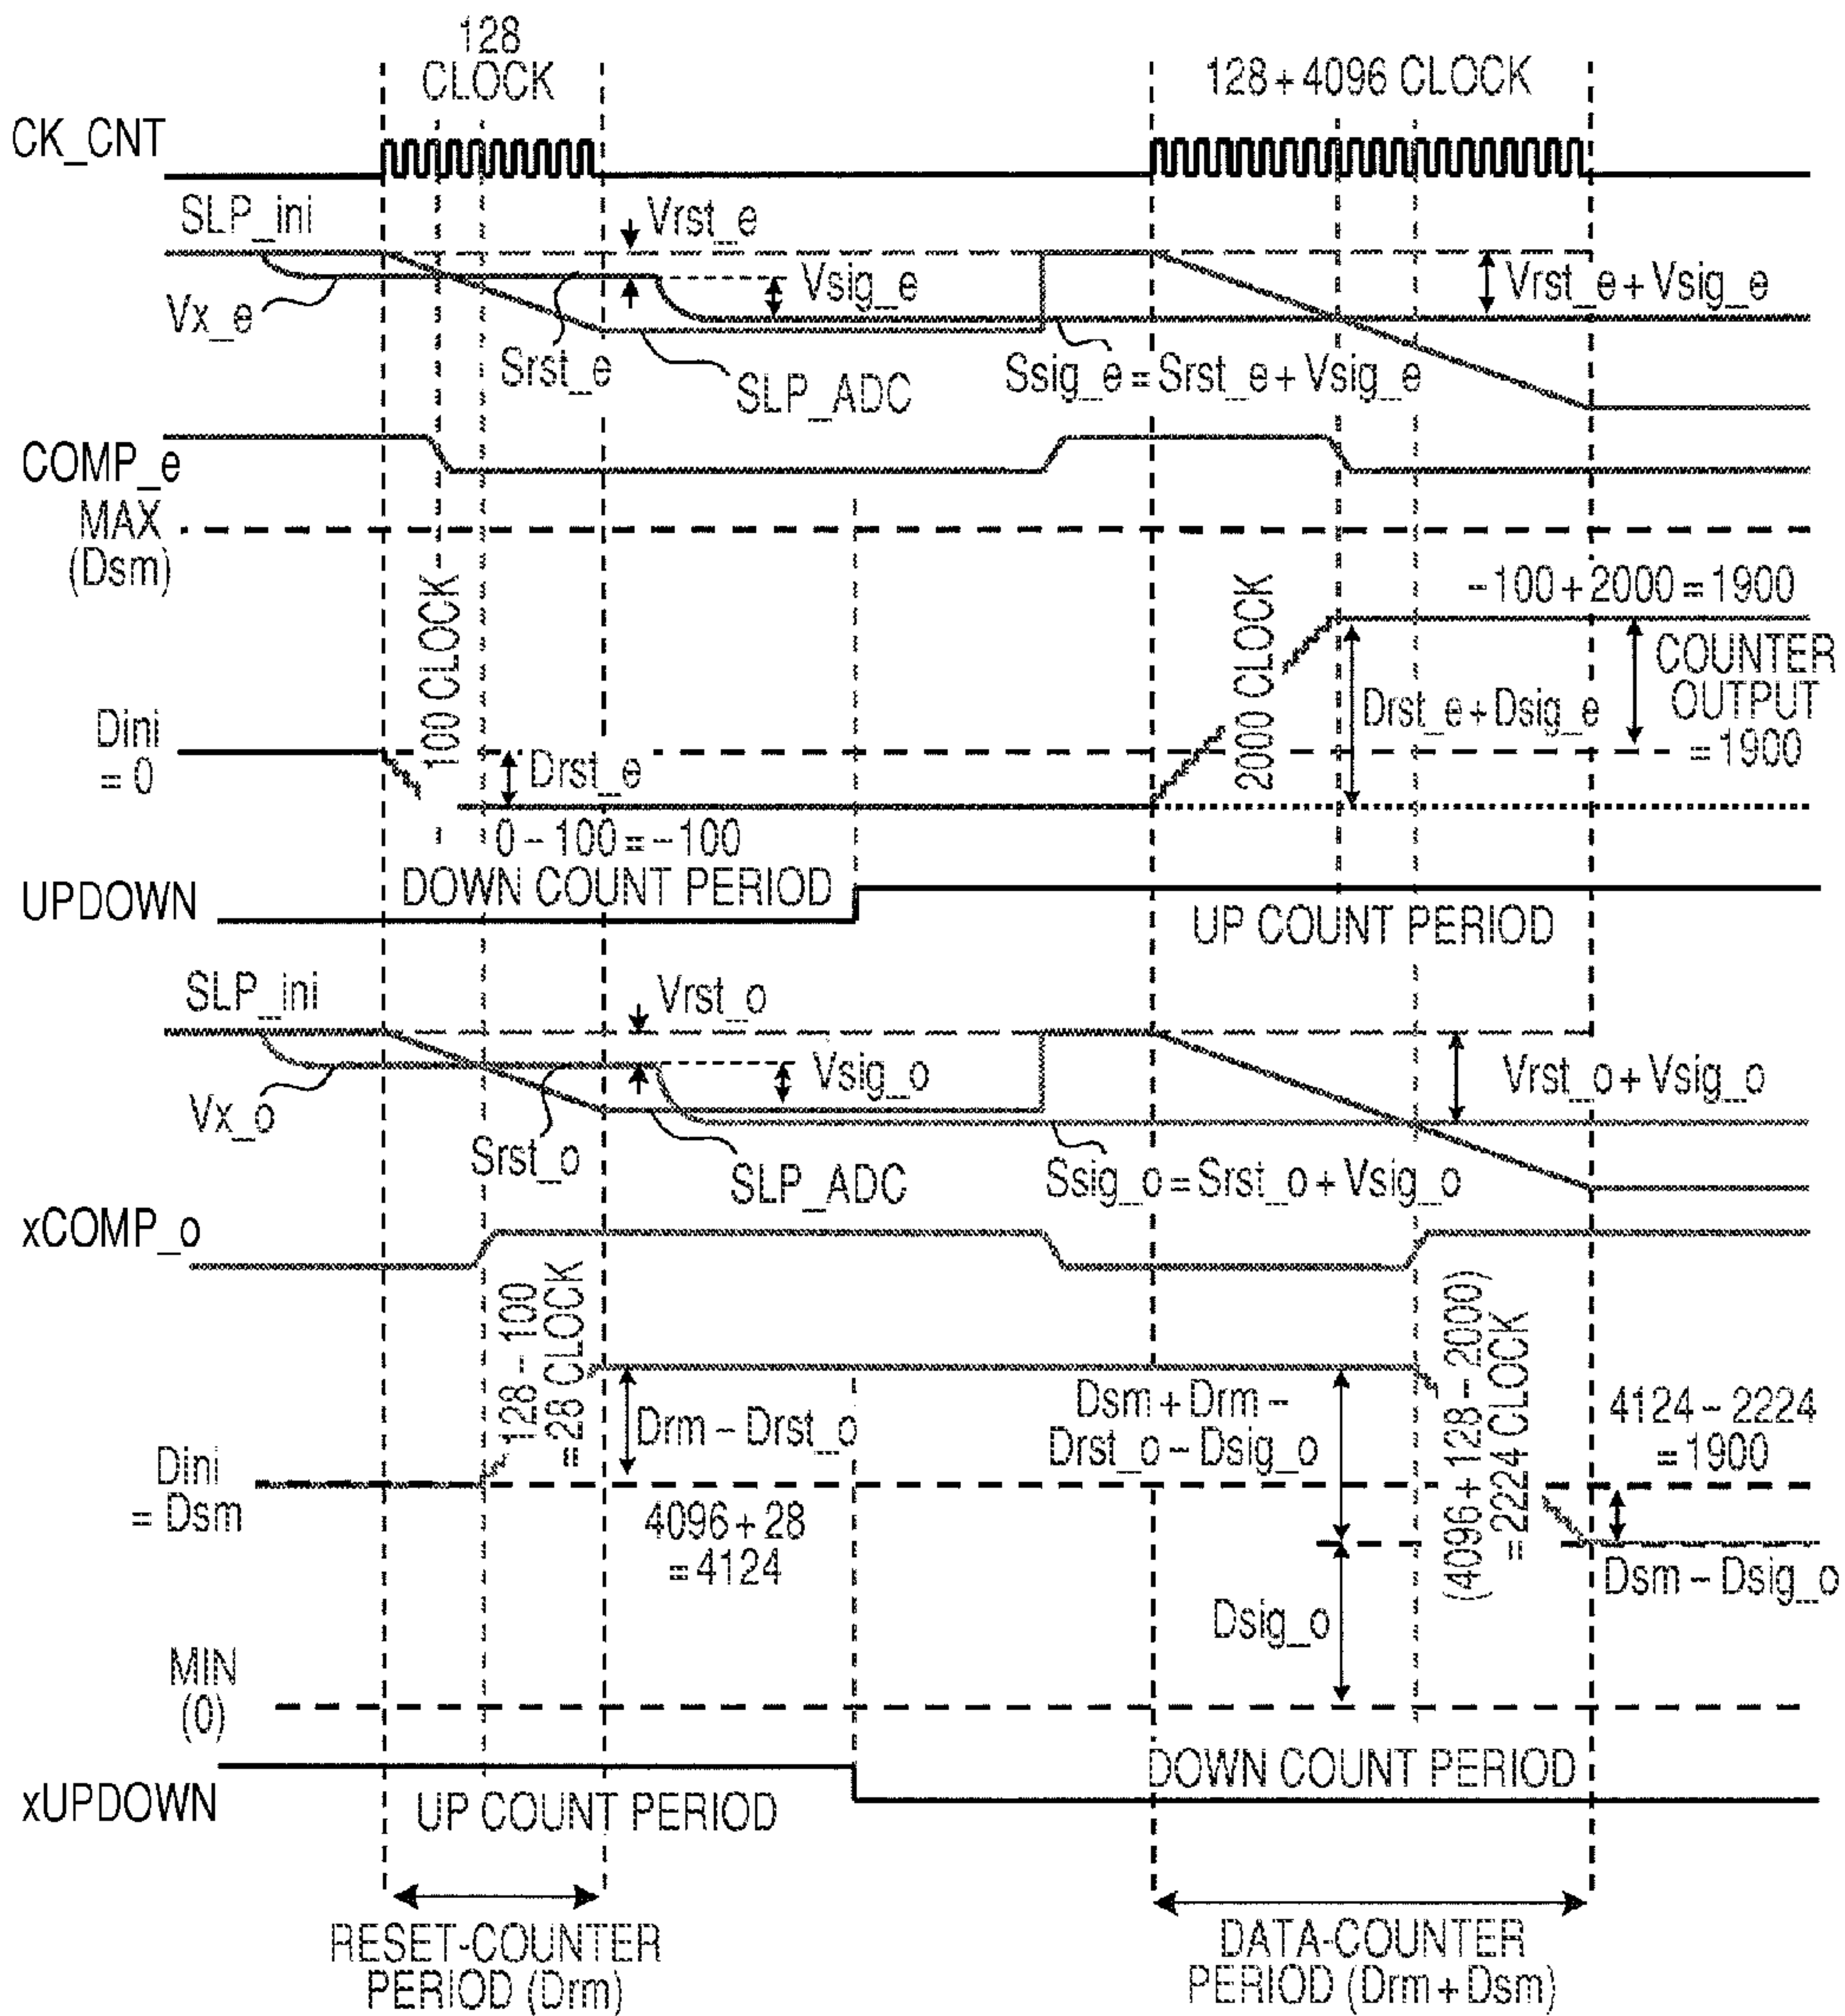 128
CLOCK
128 + 4096 CLOCK
CK_CNT
SLP_ini
Vrst_e
Vx_e
Vsig_e
Vrst_e + Vsig_e
Srst_e
SLP_ADC
Ssig_e = Srst_e + Vsig_e
COMP_e
MAX
(Dsm)
100 CLOCK
2000 CLOCK
-100 + 2000 = 1900
COUNTER
OUTPUT
= 1900
Drst_e + Dsig_e
Dini
= 0
Drst_e
0 - 100 = -100
DOWN COUNT PERIOD
UPDOWN
UP COUNT PERIOD
SLP_ini
Vrst_o
Vx_o
Vsig_o
Vrst_o + Vsig_o
Srst_o
SLP_ADC
Ssig_o = Srst_o + Vsig_o
xCOMP_o
128 - 100
= 28 CLOCK
(4096 + 128 - 2000)
= 2224 CLOCK
Drm - Drst_o
Dsm + Drm -
Drst_o - Dsig_o
4124 - 2224
= 1900
Dini
= Dsm
4096 + 28
= 4124
Dsm - Dsig_o
Dsig_o
MIN
(0)
DOWN COUNT PERIOD
xUPDOWN
UP COUNT PERIOD
RESET-COUNTER
PERIOD (Drm)
DATA-COUNTER
PERIOD (Drm + Dsm)